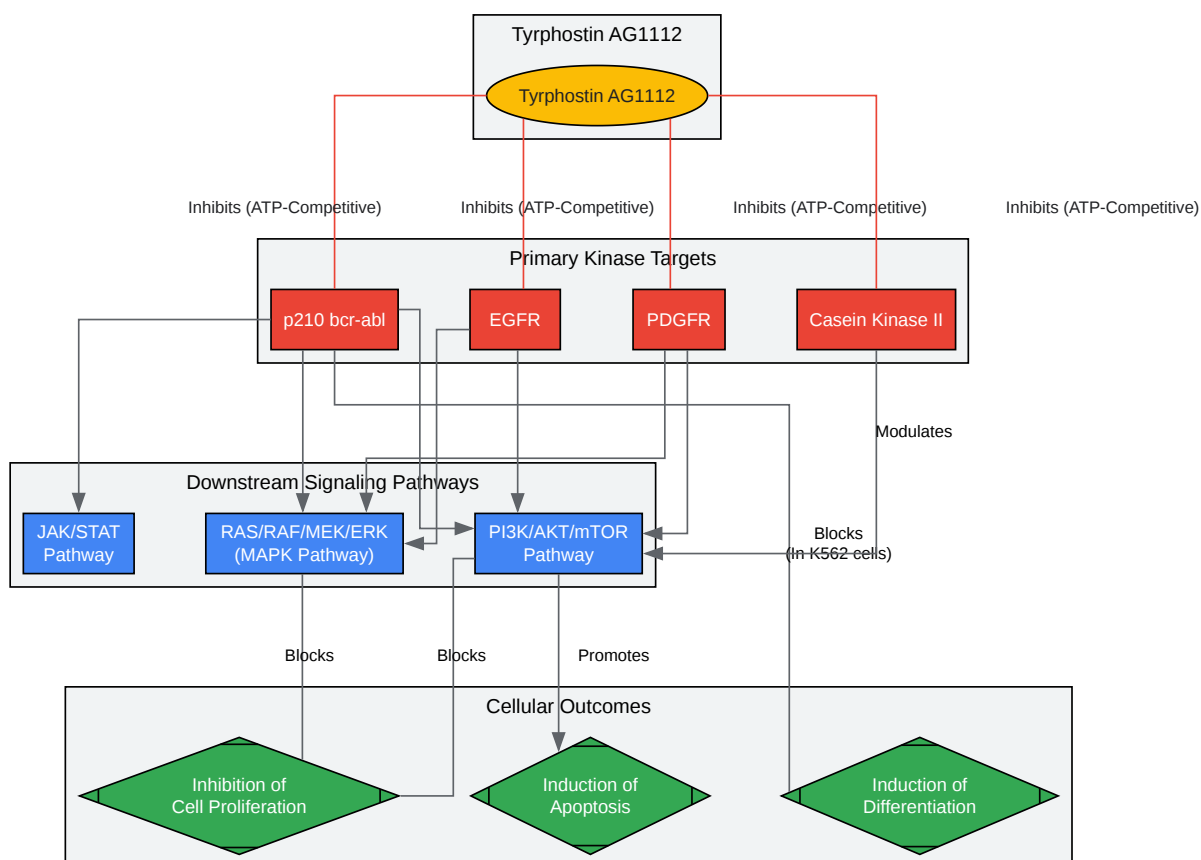 Tyrphostin AG1112
Tyrphostin AG1112
Inhibits (ATP-Competitive)
Inhibits (ATP-Competitive)
Inhibits (ATP-Competitive)
Inhibits (ATP-Competitive)
Primary Kinase Targets
p210 bcr-abl
EGFR
PDGFR
Casein Kinase II
Modulates
Downstream Signaling Pathways
JAK/STAT
Pathway
RAS/RAF/MEK/ERK
(MAPK Pathway)
PI3K/AKT/mTOR
Pathway
Blocks
(In K562 cells)
Blocks
Blocks
Promotes
Cellular Outcomes
Inhibition of
Cell Proliferation
Induction of
Apoptosis
Induction of
Differentiation